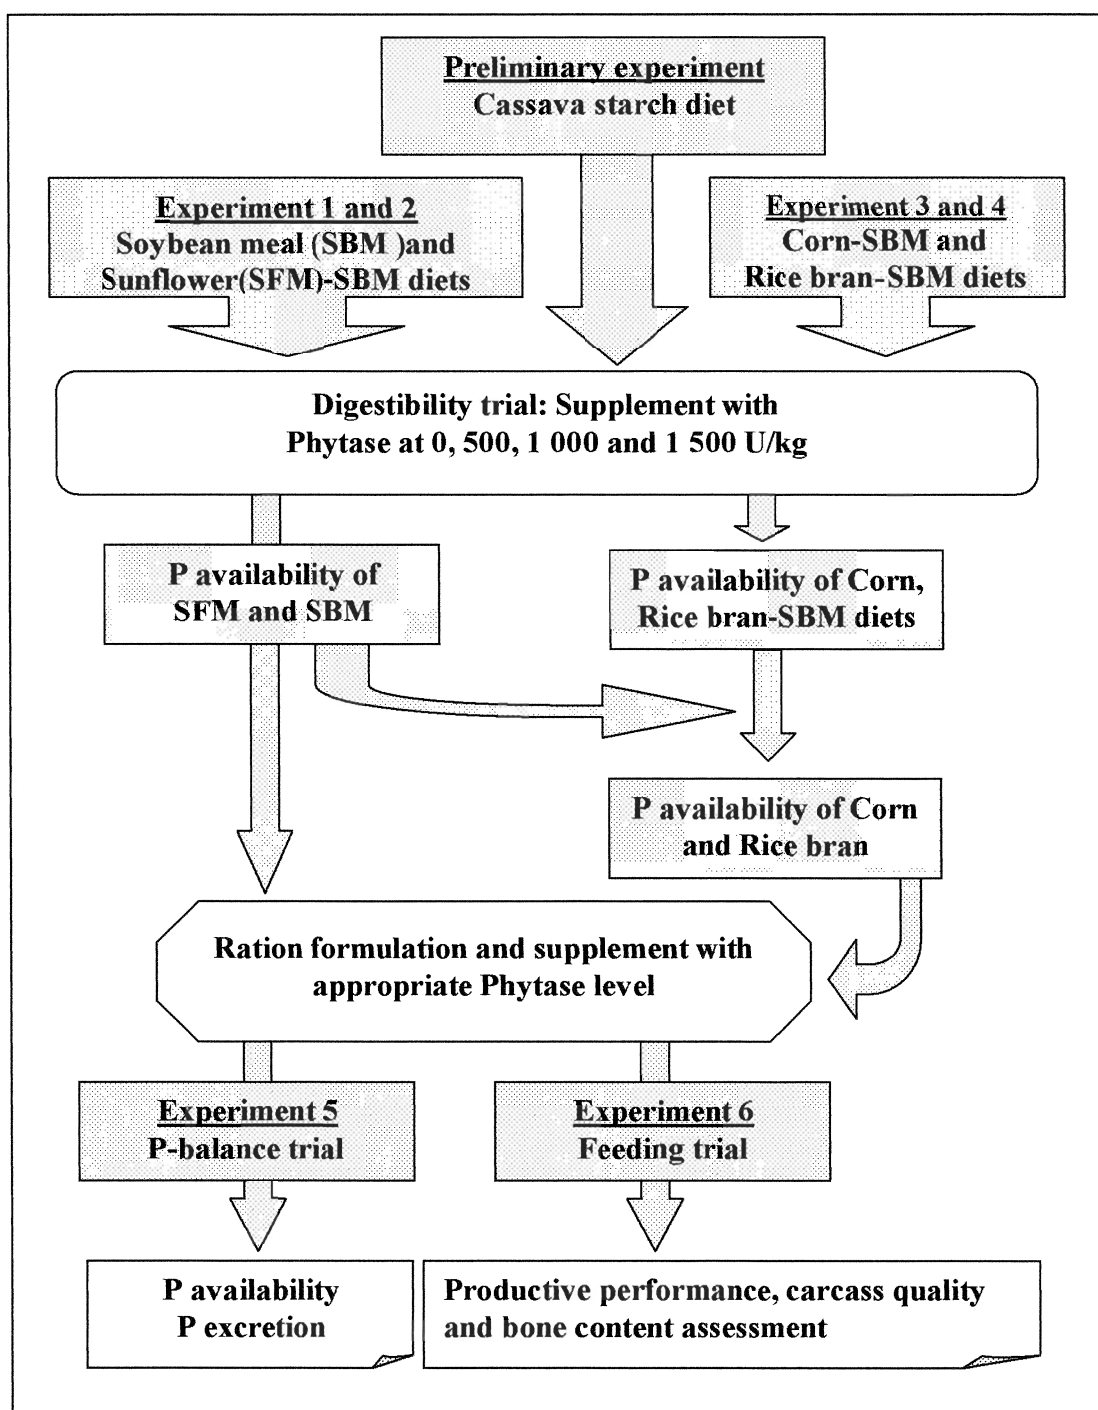 Preliminary experiment
Cassava starch diet
Experiment 1 and 2
Soybean meal (SBM )and
Sunflower(SFM)-SBM diets
Experiment 3 and 4
Corn-SBM and
Rice bran-SBM diets
Digestibility trial: Supplement with
Phytase at 0, 500, 1 000 and 1 500 U/kg
P availability of
SFM and SBM
P availability of Corn,
Rice bran-SBM diets
P availability of Corn
and Rice bran
Ration formulation and supplement with
appropriate Phytase level
Experiment 5
P-balance trial
Experiment 6
Feeding trial
P availability
P excretion
Productive performance, carcass quality
and bone content assessment